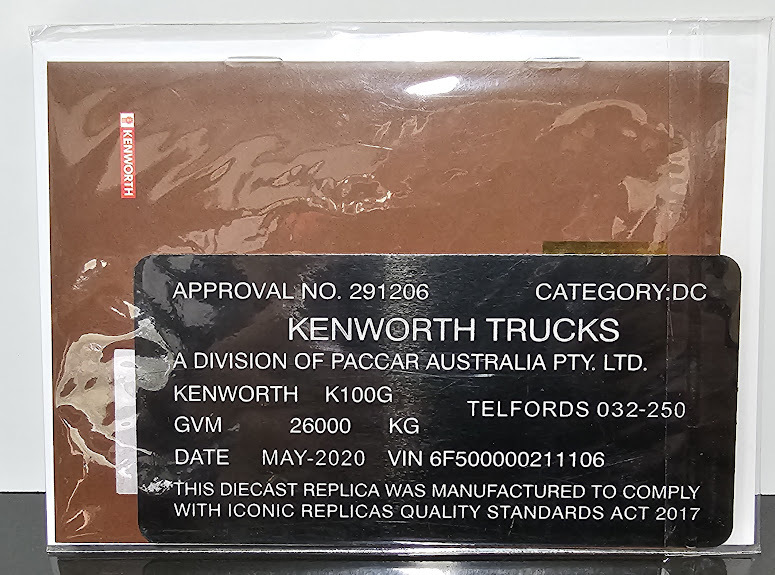 KENWORTH
APPROVAL NO. 291206 CATEGORY:DC
KENWORTH TRUCKS
A DIVISION OF PACCAR AUSTRALIA PTY. LTD.
KENWORTH K100G
TELFORDS 032-250
GVM 26000 KG
DATE MAY-2020 VIN 6F500000211106
THIS DIECAST REPLICA WAS MANUFACTURED TO COMPLY
WITH ICONIC REPLICAS QUALITY STANDARDS ACT 2017